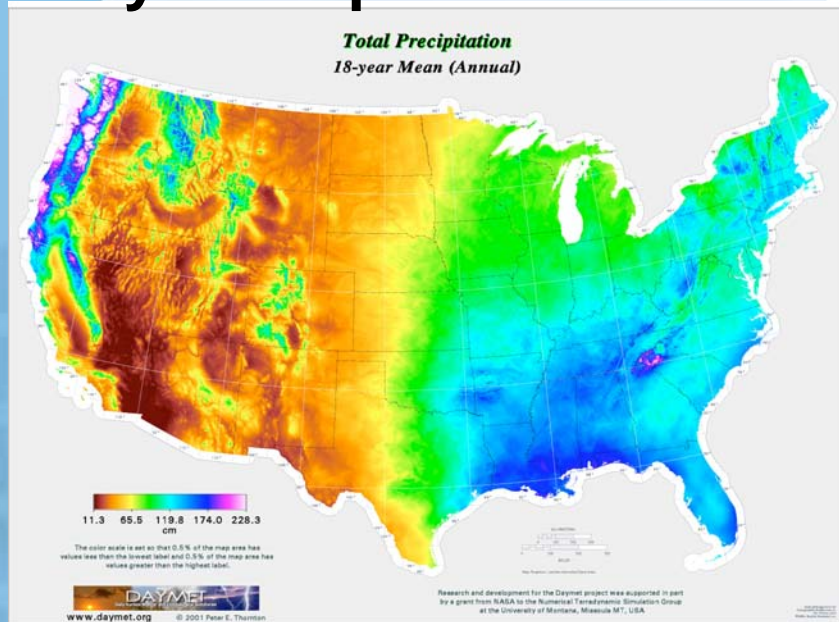 Total Precipitation
18-year Mean (Annual)
11.3 65.5 119.8 174.0 228.3
cm
The color scale is set so that 0.5% of the map area has
values less than the lowest label and 0.5% of the map area has
values greater than the highest label.
DAYMET
www.daymet.org © 2001 Peter E. Thornton
Research and development for the Daymet project was supported in part
by a grant from NASA to the Numerical Terradynamic Simulation Group
at the University of Montana, Missoula MT, USA